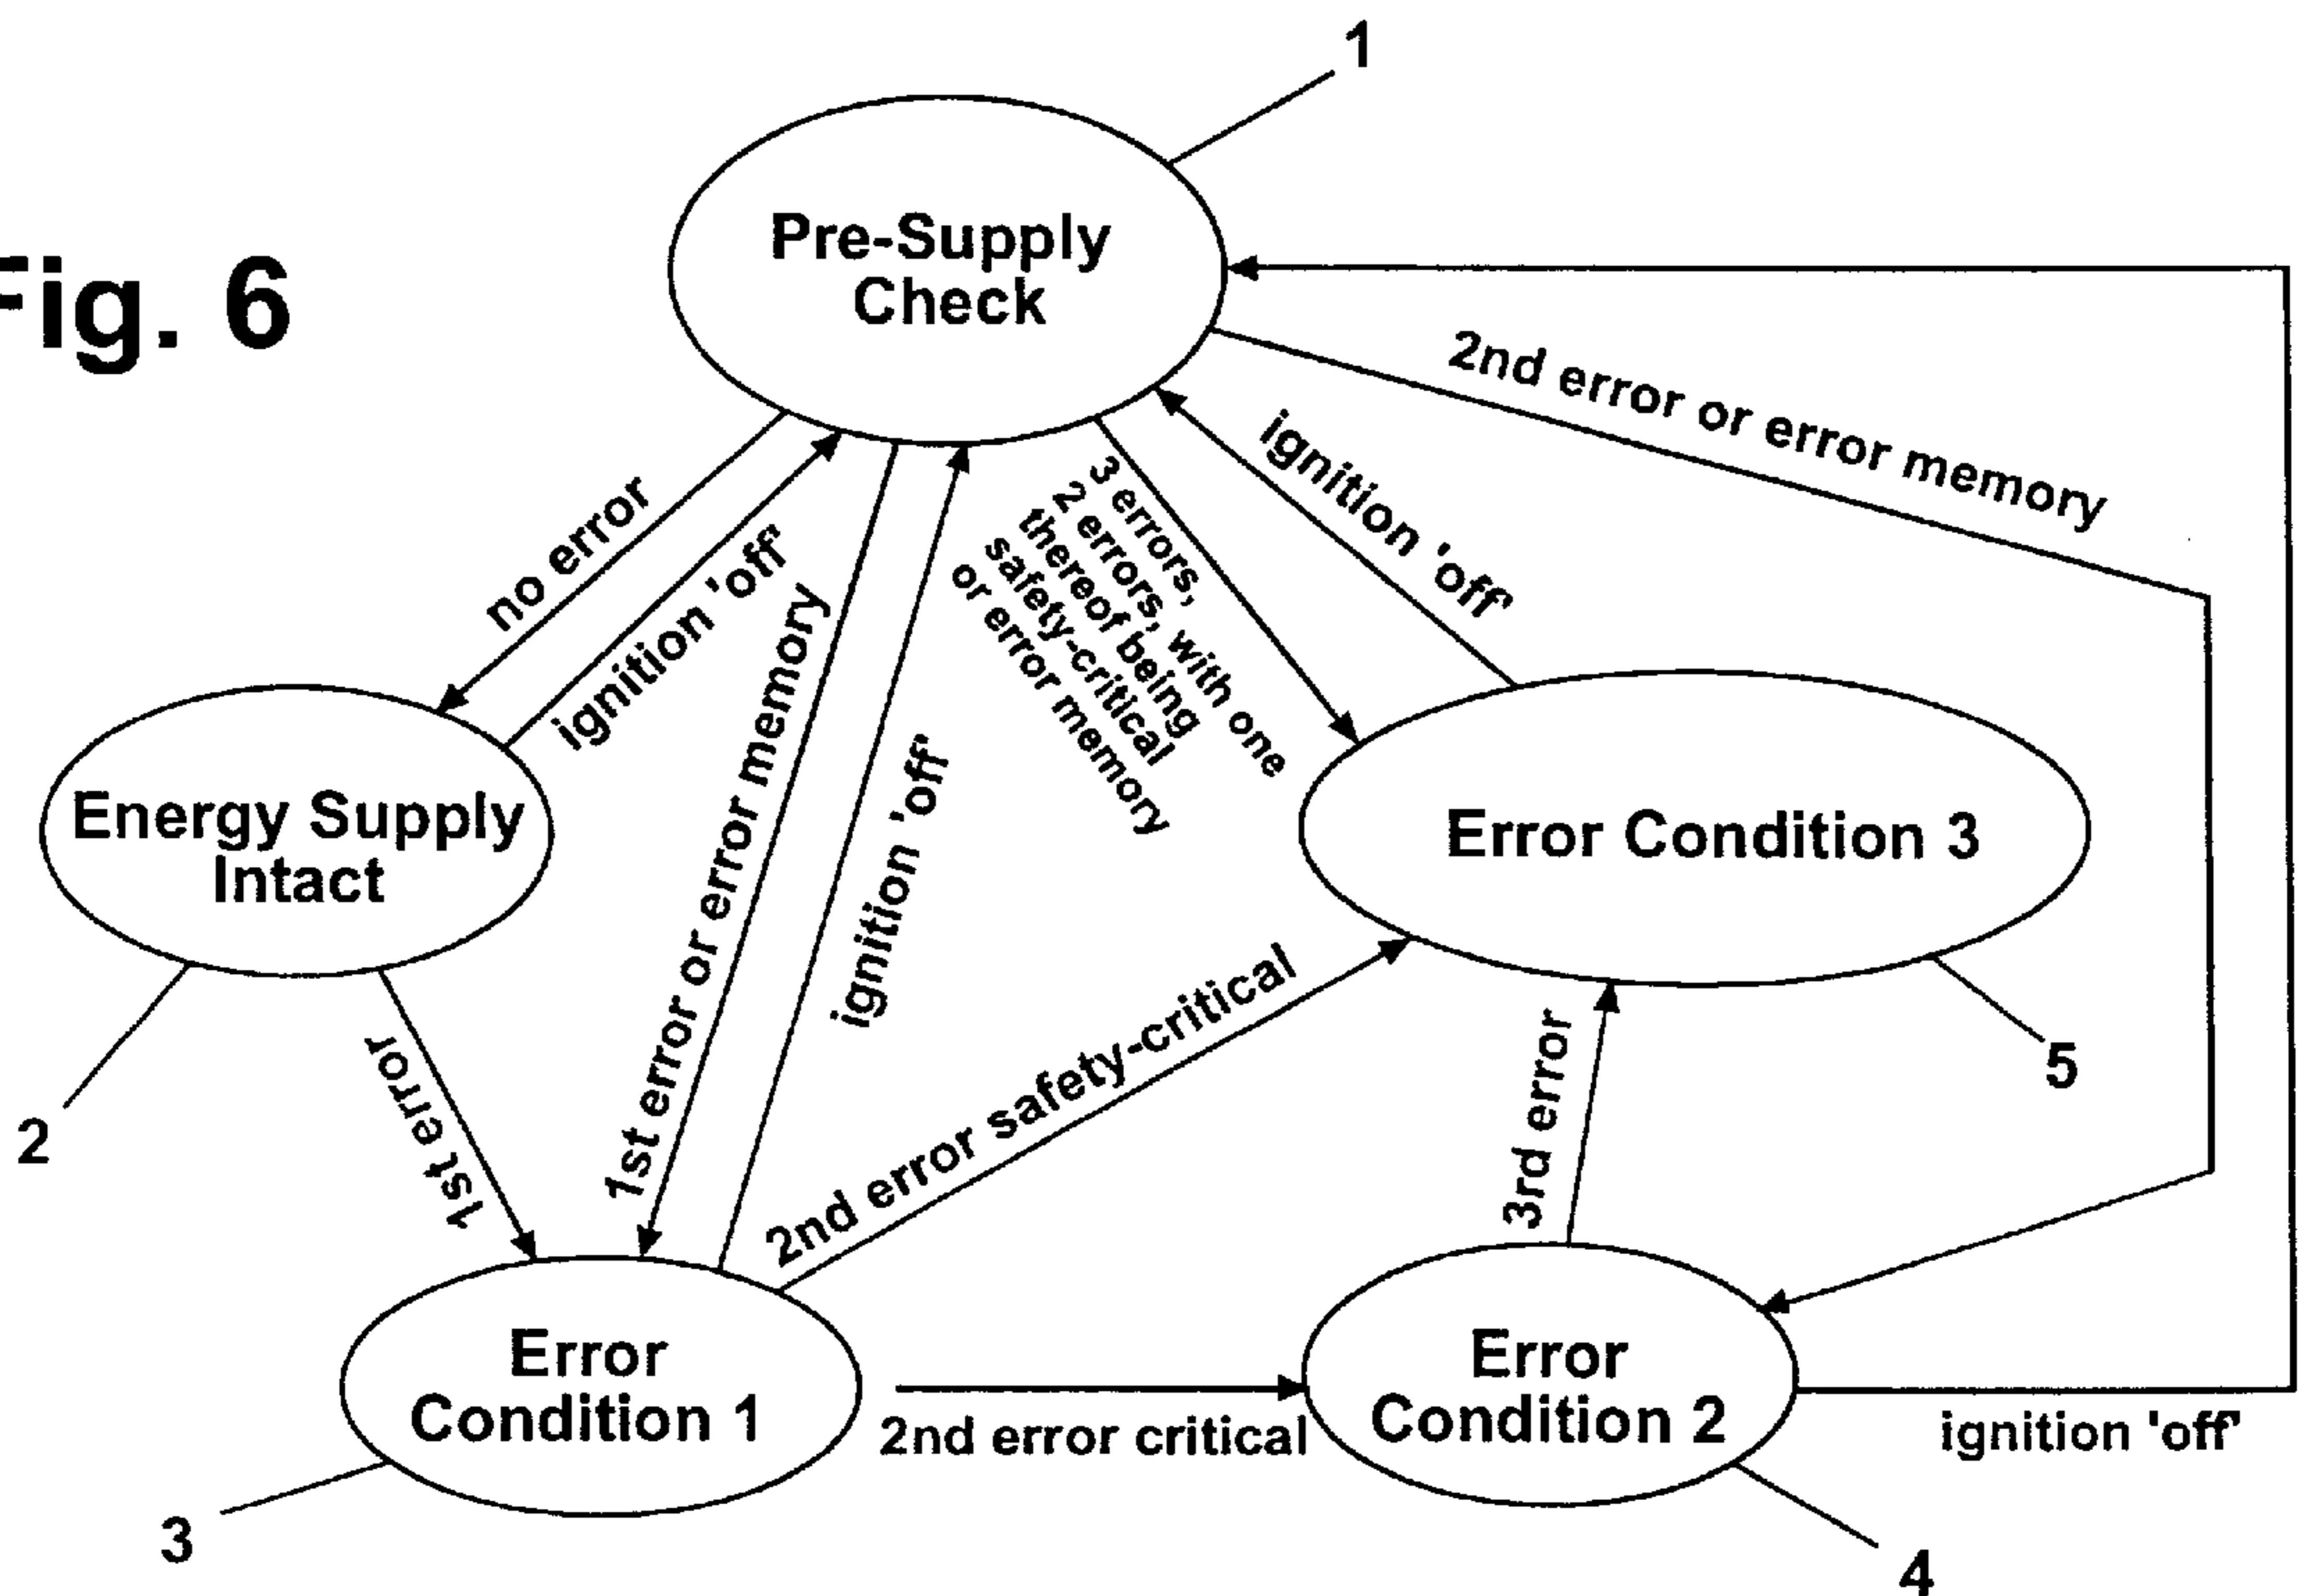 Fig. 6
1
Pre-Supply
Check
2nd error or error memory
ignition 'off'
3 errors,
2 errors, with one
thereof being
safety-critical
or error memory
no error
ignition 'off'
1st error or error memory
ignition 'off'
Energy Supply
Intact
Error Condition 3
2
1st error
2nd error safety-critical
3rd error
5
Error
Condition 1
2nd error critical
Error
Condition 2
ignition 'off'
3
4